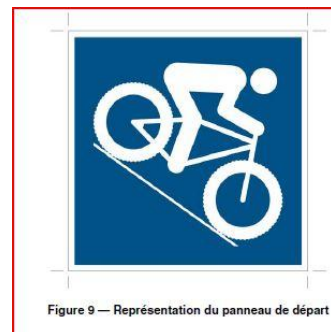 Figure 9 — Représentation du panneau de départ